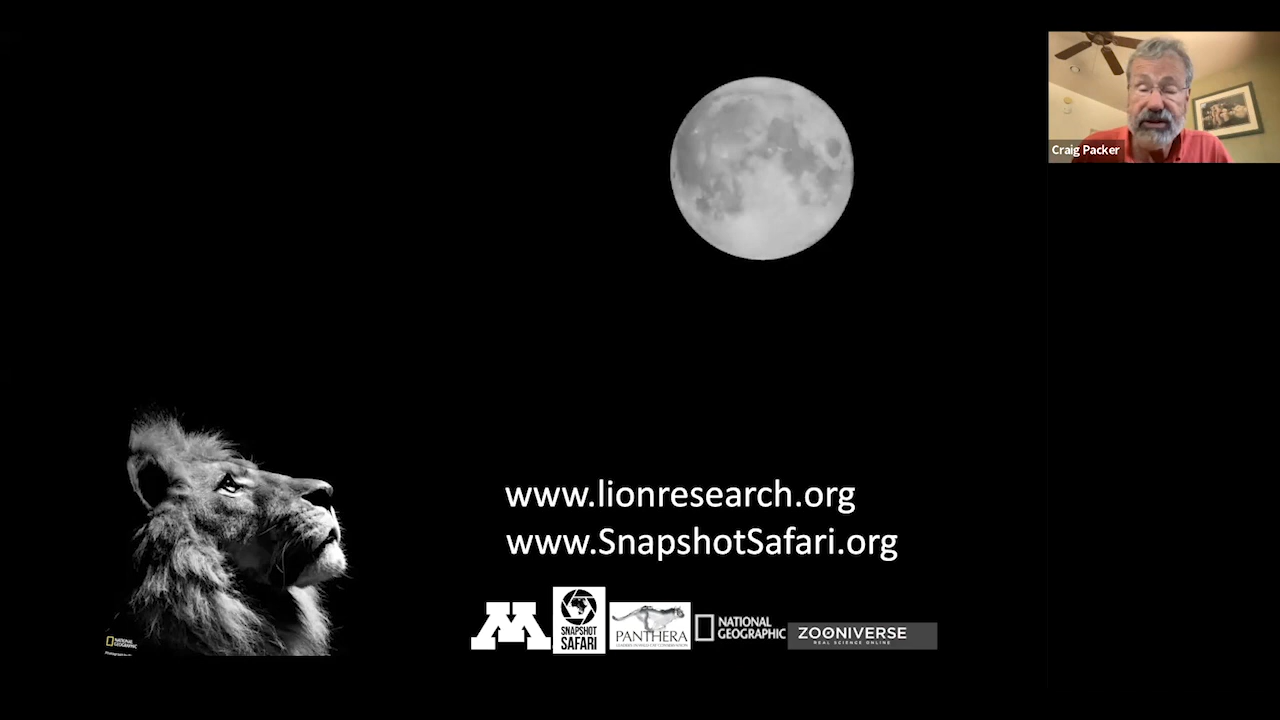 Craig Packer
www.lionresearch.org
www.SnapshotSafari.org
SNAPSHOT
SAFARI
PANTHERA
NATIONAL
GEOGRAPHIC
ZOONIVERSE
REAL SCIENCE ONLINE
NATIONAL
GEOGRAPHIC